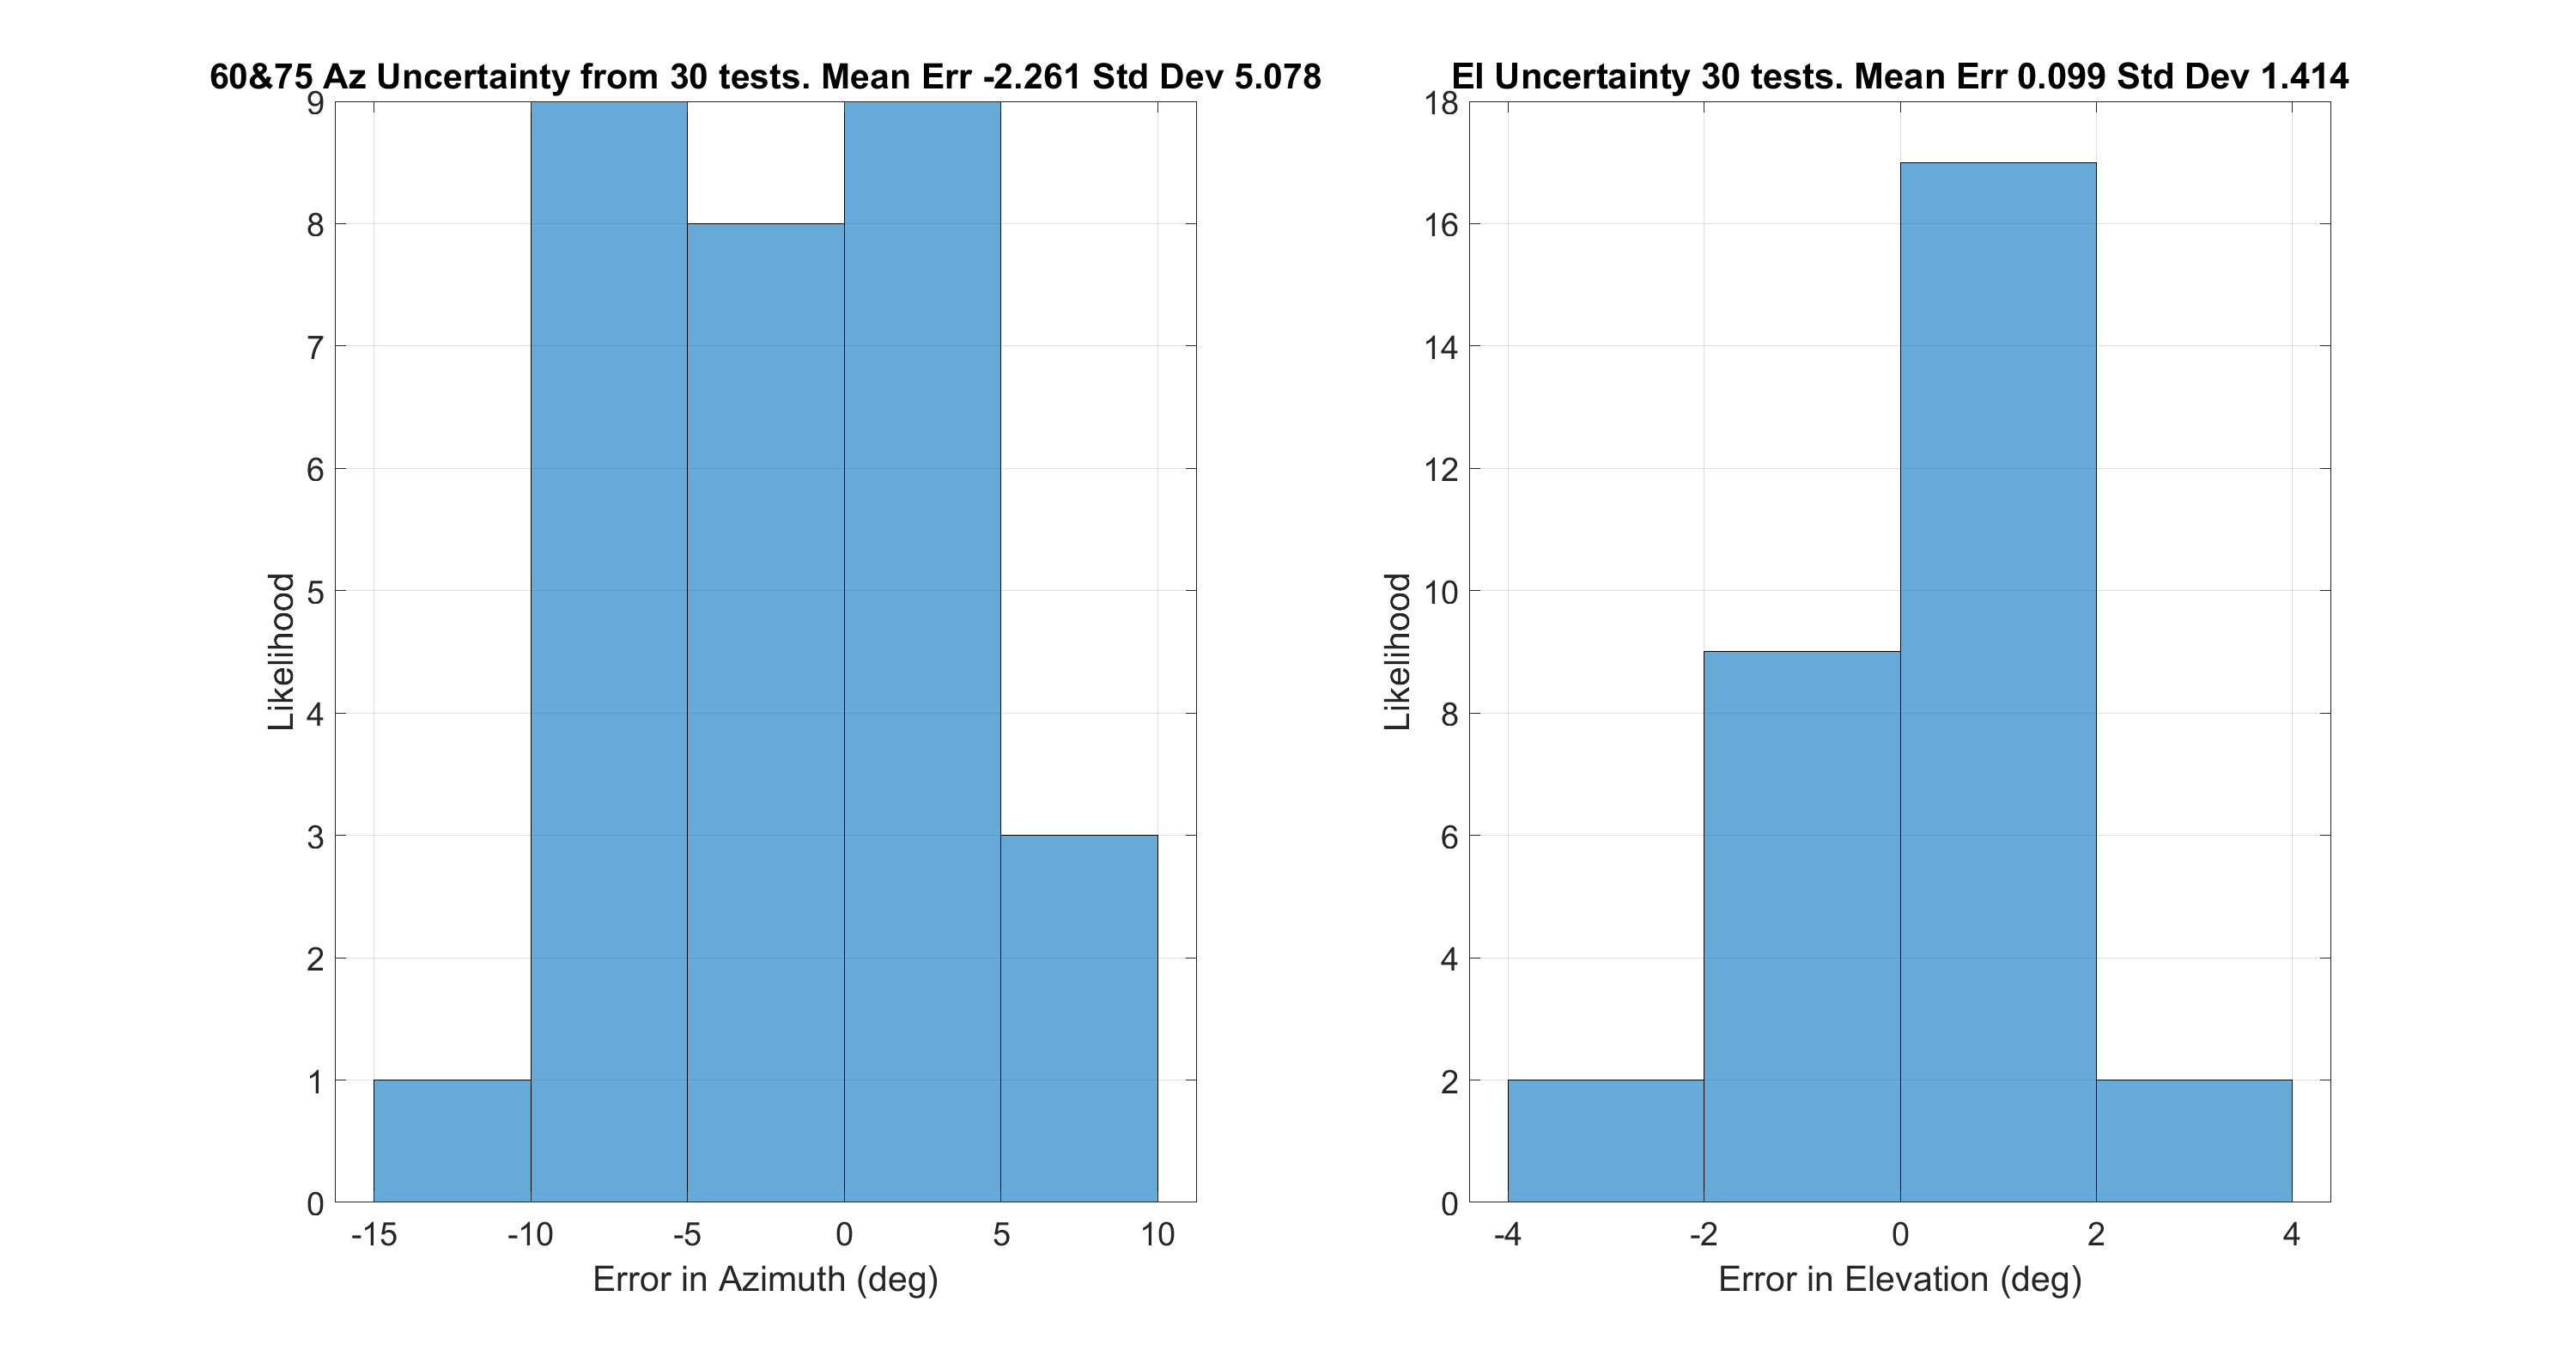 60&75 Az Uncertainty from 30 tests. Mean Err -2.261 Std Dev 5.078
9
8
7
6
5
4
3
2
1
0
Likelihood
-15 -10 -5 0 5 10
Error in Azimuth (deg)
El Uncertainty 30 tests. Mean Err 0.099 Std Dev 1.414
18
16
14
12
10
8
6
4
2
0
Likelihood
-4 -2 0 2 4
Error in Elevation (deg)